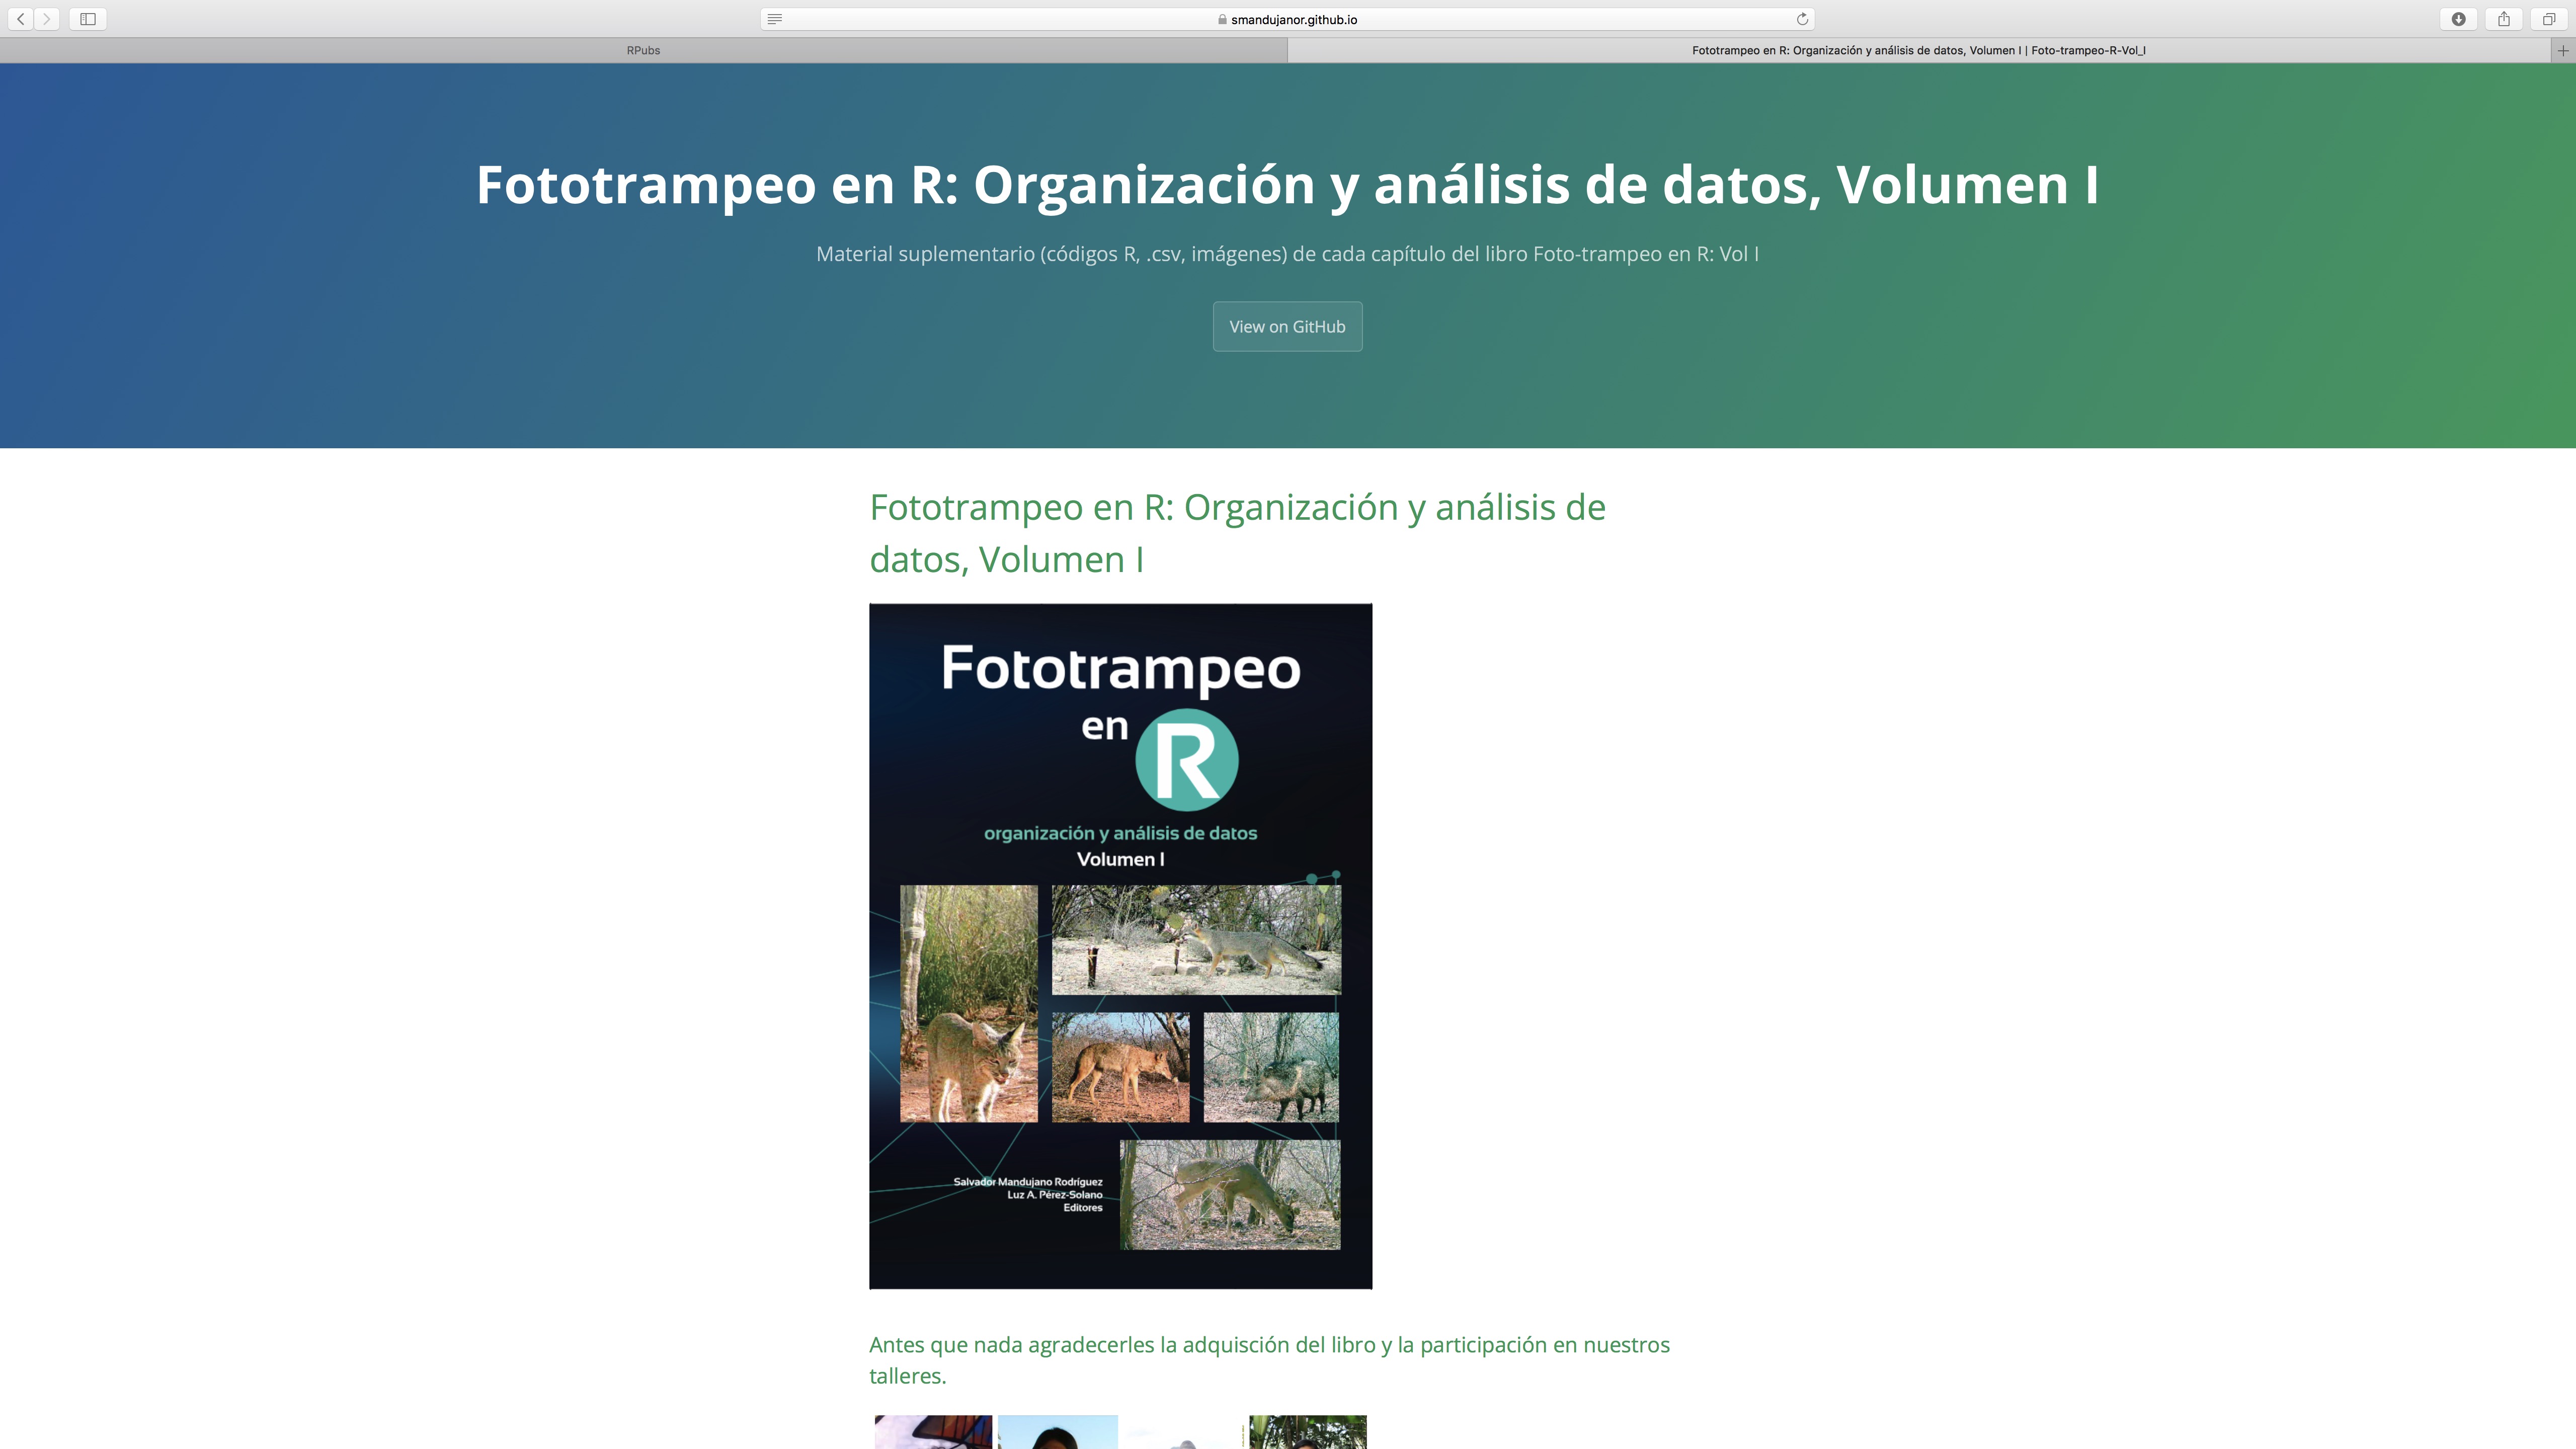 smandujanor.github.io
RPubs
Fototrampeo en R: Organización y análisis de datos, Volumen I | Foto-trampeo-R-Vol_I
Fototrampeo en R: Organización y análisis de datos, Volumen I
Material suplementario (códigos R, .csv, imágenes) de cada capítulo del libro Foto-trampeo en R: Vol I
View on GitHub
Fototrampeo en R: Organización y análisis de
datos, Volumen I
Fototrampeo
en R
organización y análisis de datos
Volumen I
Salvador Mandujano Rodríguez
Luz A. Pérez-Solano
Editores
Antes que nada agradecerles la adquisción del libro y la participación en nuestros
talleres.